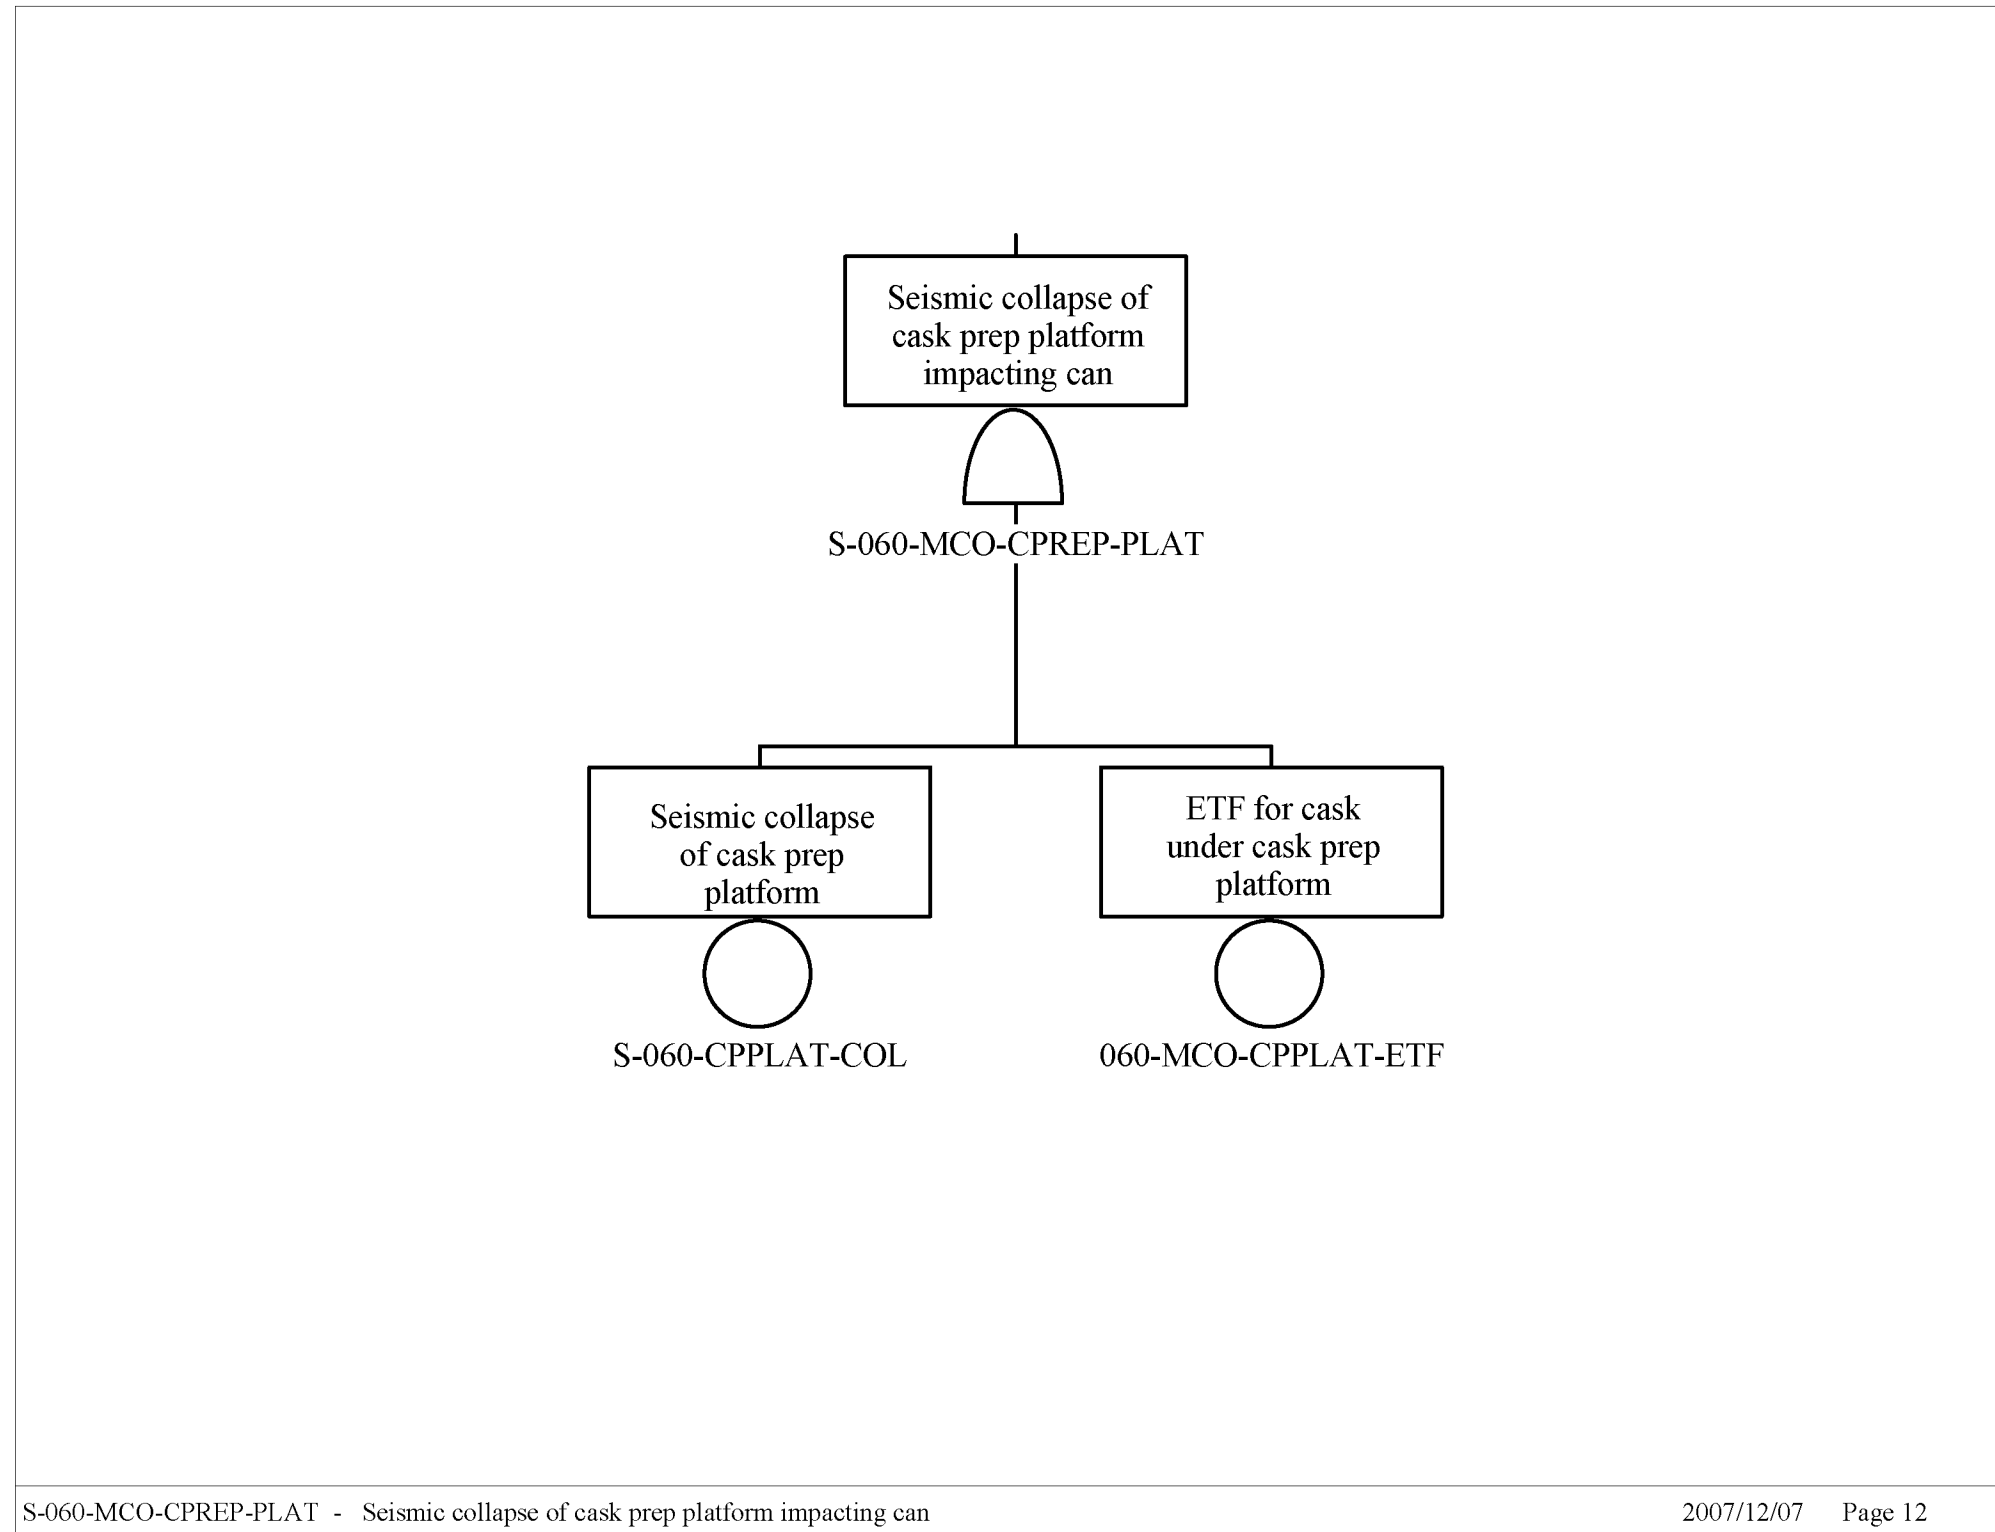 Seismic collapse of
cask prep platform
impacting can
S-060-MCO-CPREP-PLAT
Seismic collapse
of cask prep
platform
S-060-CPPLAT-COL
ETF for cask
under cask prep
platform
060-MCO-CPPLAT-ETF
S-060-MCO-CPREP-PLAT - Seismic collapse of cask prep platform impacting can
2007/12/07 Page 12